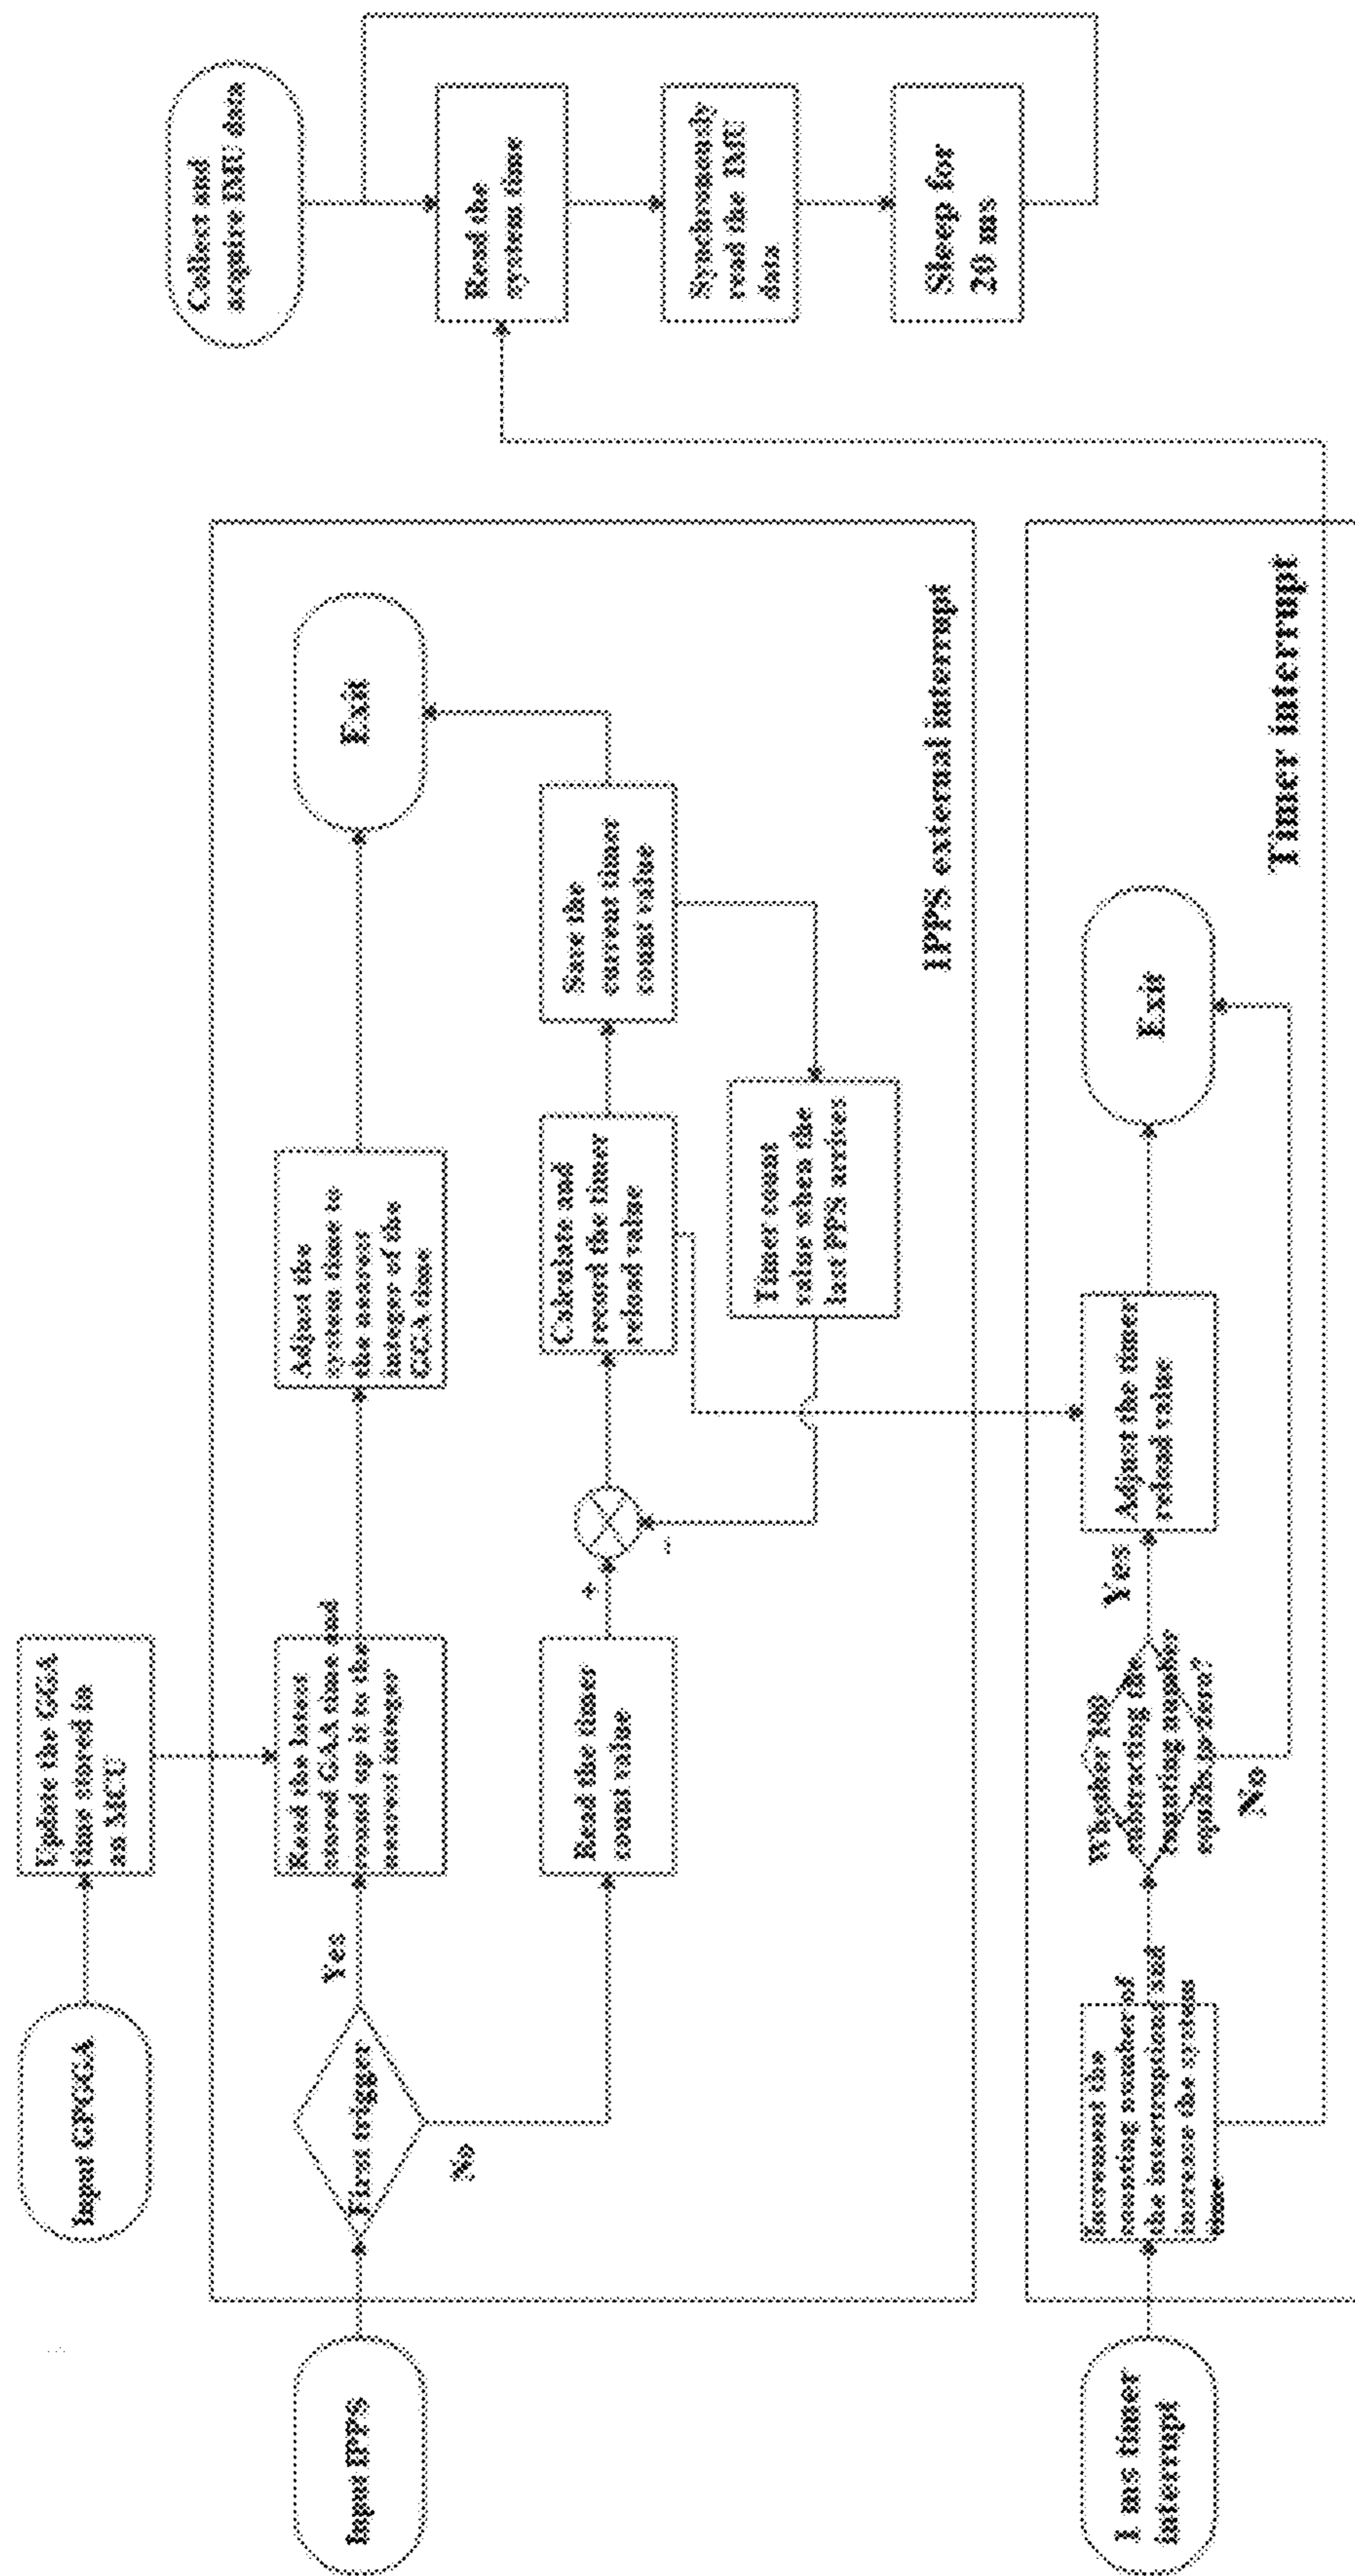 Input GPGGA
Update the GGA
time stored in
an MCU
Input 1PPS
First trigger
Yes
No
Read the latest
stored GAA time and
round up it to the
nearest integer
Adjust the
system time to
the nearest
integer of the
GGA time
Exit
Read the timer
count value
+
-
Calculate and
record the timer
reload value
Save the
current timer
count value
Timer count
value when the
last PPS arrives
1PPS external interrupt
1 ms timer
interrupt
Increment the
counting number of
the interruptions and
increase the system
time
Whether 100
subtracting the
counting number
equals to zero?
Yes
No
Adjust the timer
reload value
Exit
Timer interrupt
Collect and
acquire IMU data
Read the
system time
Synchronously
read the IMU
data
Sleep for
20 ms